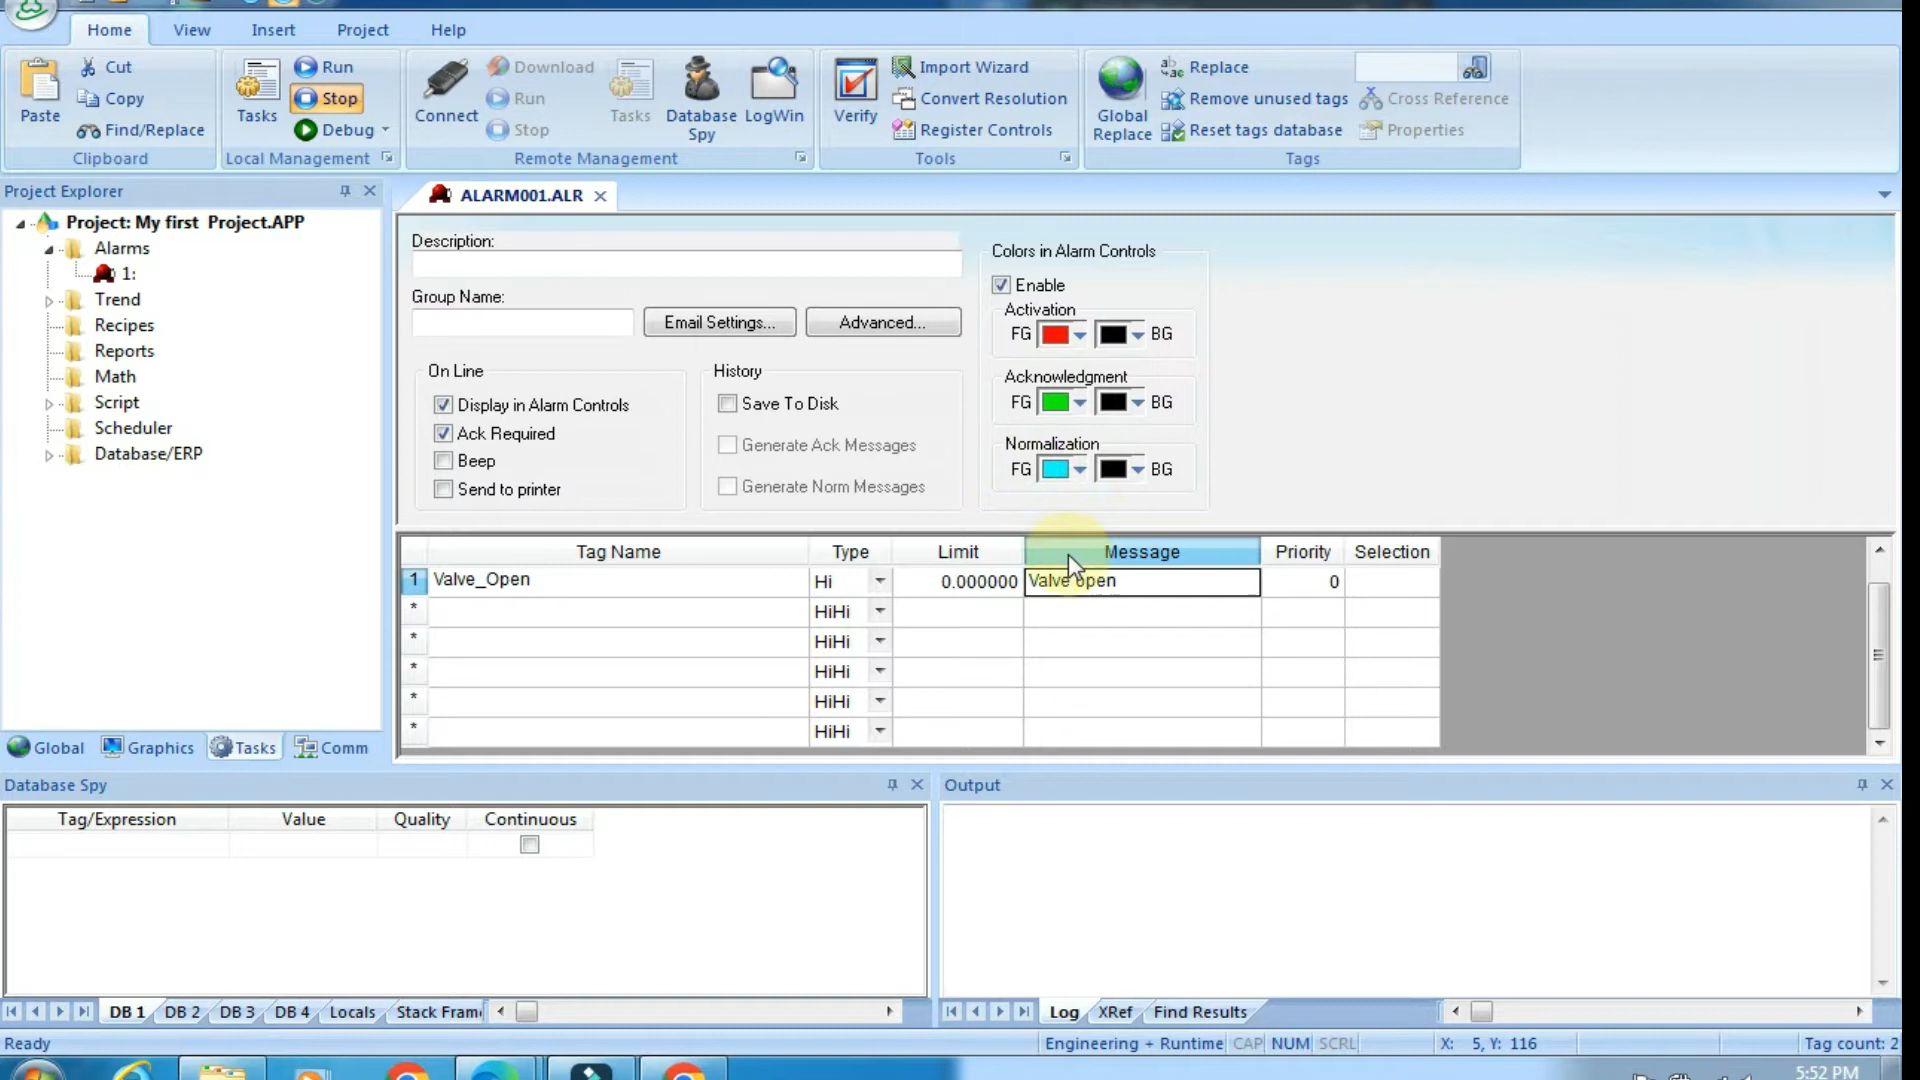 Home View Insert Project Help
Paste Cut Copy Find/Replace
Clipboard
Tasks Run Stop Debug
Local Management
Connect Download Run Stop Tasks Database Spy LogWin
Remote Management
Verify Import Wizard Convert Resolution Register Controls
Tools
Global Replace Replace Remove unused tags Reset tags database Cross Reference Properties
Tags
Project Explorer
Project: My first Project.APP
Alarms
1:
Trend
Recipes
Reports
Math
Script
Scheduler
Database/ERP
Global Graphics Tasks Comm
ALARM001.ALR
Description:
Group Name:
Email Settings... Advanced...
On Line
Display in Alarm Controls
Ack Required
Beep
Send to printer
History
Save To Disk
Generate Ack Messages
Generate Norm Messages
Colors in Alarm Controls
Enable
Activation
FG BG
Acknowledgment
FG BG
Normalization
FG BG
Tag Name Type Limit Message Priority Selection
1 Valve_Open Hi 0.000000 Valve open 0
* HiHi
* HiHi
* HiHi
* HiHi
* HiHi
Database Spy
Tag/Expression Value Quality Continuous
DB 1 DB 2 DB 3 DB 4 Locals Stack Fram
Output
Log XRef Find Results
Ready Engineering + Runtime CAP NUM SCRL X: 5, Y: 116 Tag count: 2
5:52 PM